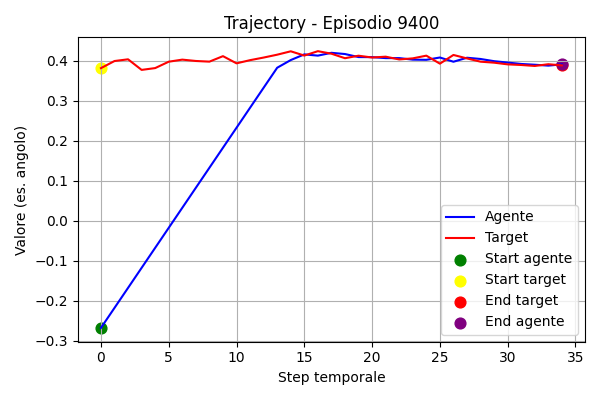 Trajectory - Episodio 9400
Valore (es. angolo)
0.4
0.3
0.2
0.1
0.0
−0.1
−0.2
−0.3
0 5 10 15 20 25 30 35
Step temporale
Agente
Target
Start agente
Start target
End target
End agente